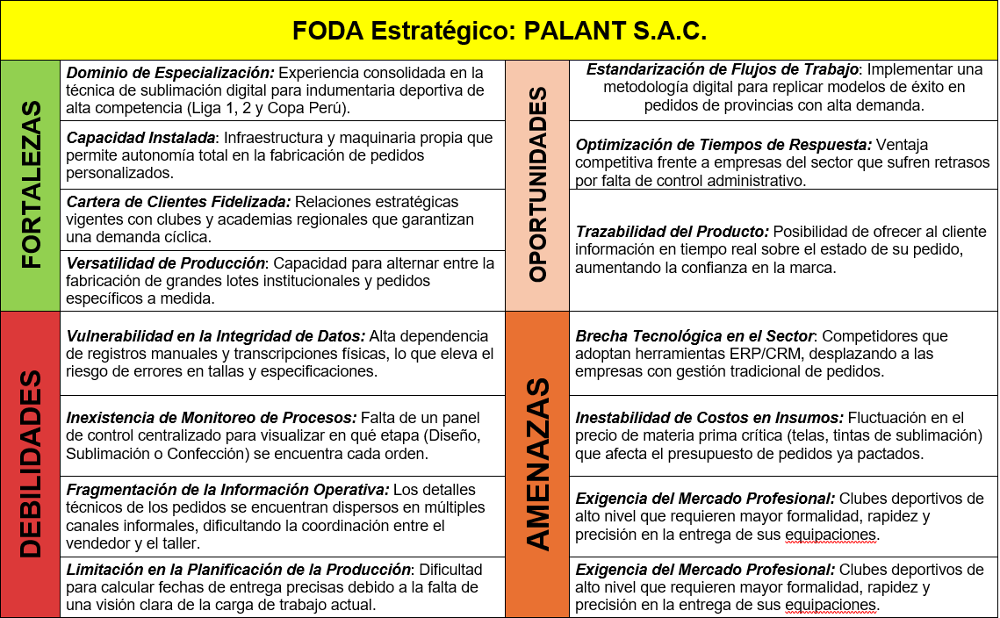 FODA Estratégico: PALANT S.A.C.
FORTALEZAS
Dominio de Especialización: Experiencia consolidada en la
técnica de sublimación digital para indumentaria deportiva de
alta competencia (Liga 1, 2 y Copa Perú).
Capacidad Instalada: Infraestructura y maquinaria propia que
permite autonomía total en la fabricación de pedidos
personalizados.
Cartera de Clientes Fidelizada: Relaciones estratégicas
vigentes con clubes y academias regionales que garantizan
una demanda cíclica.
Versatilidad de Producción: Capacidad para alternar entre la
fabricación de grandes lotes institucionales y pedidos
específicos a medida.
OPORTUNIDADES
Estandarización de Flujos de Trabajo: Implementar una
metodología digital para replicar modelos de éxito en
pedidos de provincias con alta demanda.
Optimización de Tiempos de Respuesta: Ventaja
competitiva frente a empresas del sector que sufren retrasos
por falta de control administrativo.
Trazabilidad del Producto: Posibilidad de ofrecer al cliente
información en tiempo real sobre el estado de su pedido,
aumentando la confianza en la marca.
DEBILIDADES
Vulnerabilidad en la Integridad de Datos: Alta dependencia
de registros manuales y transcripciones físicas, lo que eleva el
riesgo de errores en tallas y especificaciones.
Inexistencia de Monitoreo de Procesos: Falta de un panel
de control centralizado para visualizar en qué etapa (Diseño,
Sublimación o Confección) se encuentra cada orden.
Fragmentación de la Información Operativa: Los detalles
técnicos de los pedidos se encuentran dispersos en múltiples
canales informales, dificultando la coordinación entre el
vendedor y el taller.
Limitación en la Planificación de la Producción: Dificultad
para calcular fechas de entrega precisas debido a la falta de
una visión clara de la carga de trabajo actual.
AMENAZAS
Brecha Tecnológica en el Sector: Competidores que
adoptan herramientas ERP/CRM, desplazando a las
empresas con gestión tradicional de pedidos.
Inestabilidad de Costos en Insumos: Fluctuación en el
precio de materia prima crítica (telas, tintas de sublimación)
que afecta el presupuesto de pedidos ya pactados.
Exigencia del Mercado Profesional: Clubes deportivos de
alto nivel que requieren mayor formalidad, rapidez y
precisión en la entrega de sus equipaciones.
Exigencia del Mercado Profesional: Clubes deportivos de
alto nivel que requieren mayor formalidad, rapidez y
precisión en la entrega de sus equipaciones.